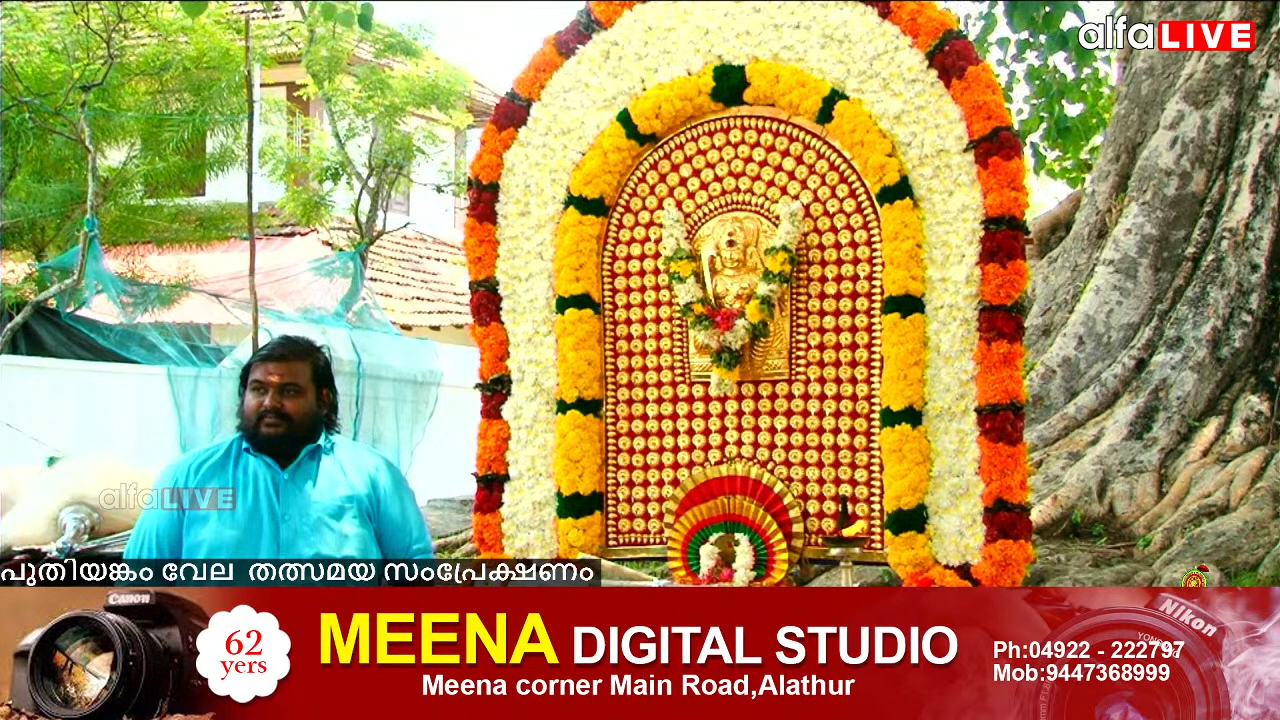 alfaLIVE
alfaLIVE
പുതിയങ്കം വേല തത്സമയ സംപ്രേക്ഷണം
Canon
62
yers
MEENA DIGITAL STUDIO
Meena corner Main Road,Alathur
Ph:04922 - 222797
Mob:9447368999
Nikon